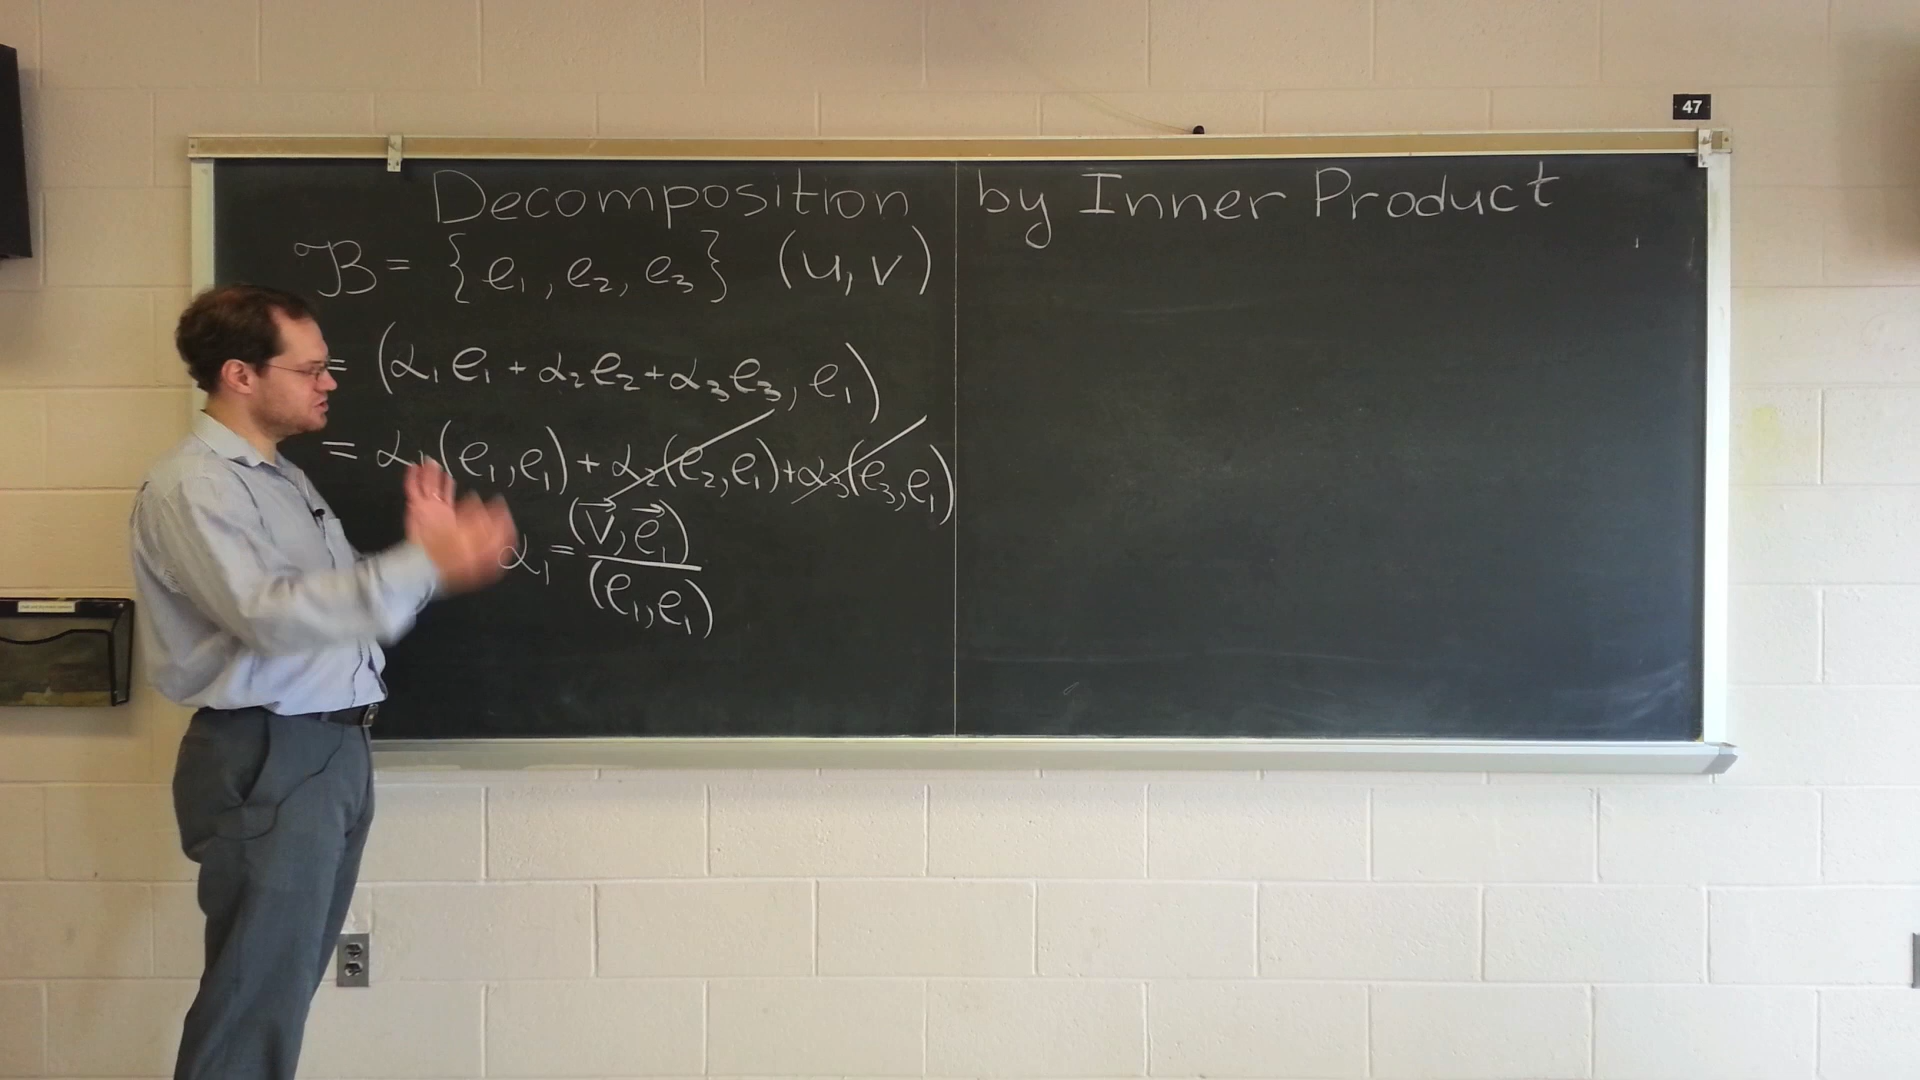 47
Decomposition by Inner Product
ℬ = {e₁, e₂, e₃} (u, v)
= (α₁e₁ + α₂e₂ + α₃e₃, e₁)
= α₁(e₁, e₁) + α₂(e₂, e₁) + α₃(e₃, e₁)
α₁ = (v⃗, e⃗₁) / (e₁, e₁)